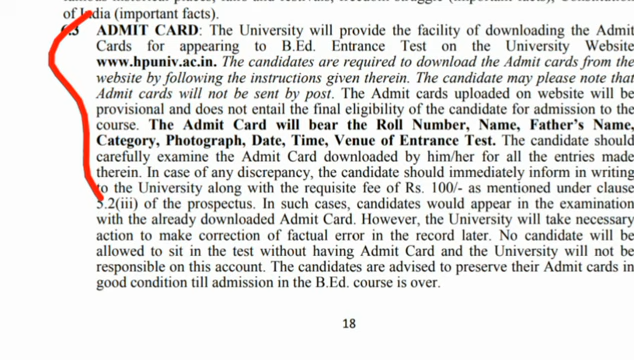 of India (important facts).
6.3 ADMIT CARD: The University will provide the facility of downloading the Admit
Cards for appearing to B.Ed. Entrance Test on the University Website
www.hpuniv.ac.in. The candidates are required to download the Admit cards from the
website by following the instructions given therein. The candidate may please note that
Admit cards will not be sent by post. The Admit cards uploaded on website will be
provisional and does not entail the final eligibility of the candidate for admission to the
course. The Admit Card will bear the Roll Number, Name, Father's Name,
Category, Photograph, Date, Time, Venue of Entrance Test. The candidate should
carefully examine the Admit Card downloaded by him/her for all the entries made
therein. In case of any discrepancy, the candidate should immediately inform in writing
to the University along with the requisite fee of Rs. 100/- as mentioned under clause
5.2(iii) of the prospectus. In such cases, candidates would appear in the examination
with the already downloaded Admit Card. However, the University will take necessary
action to make correction of factual error in the record later. No candidate will be
allowed to sit in the test without having Admit Card and the University will not be
responsible on this account. The candidates are advised to preserve their Admit cards in
good condition till admission in the B.Ed. course is over.
18